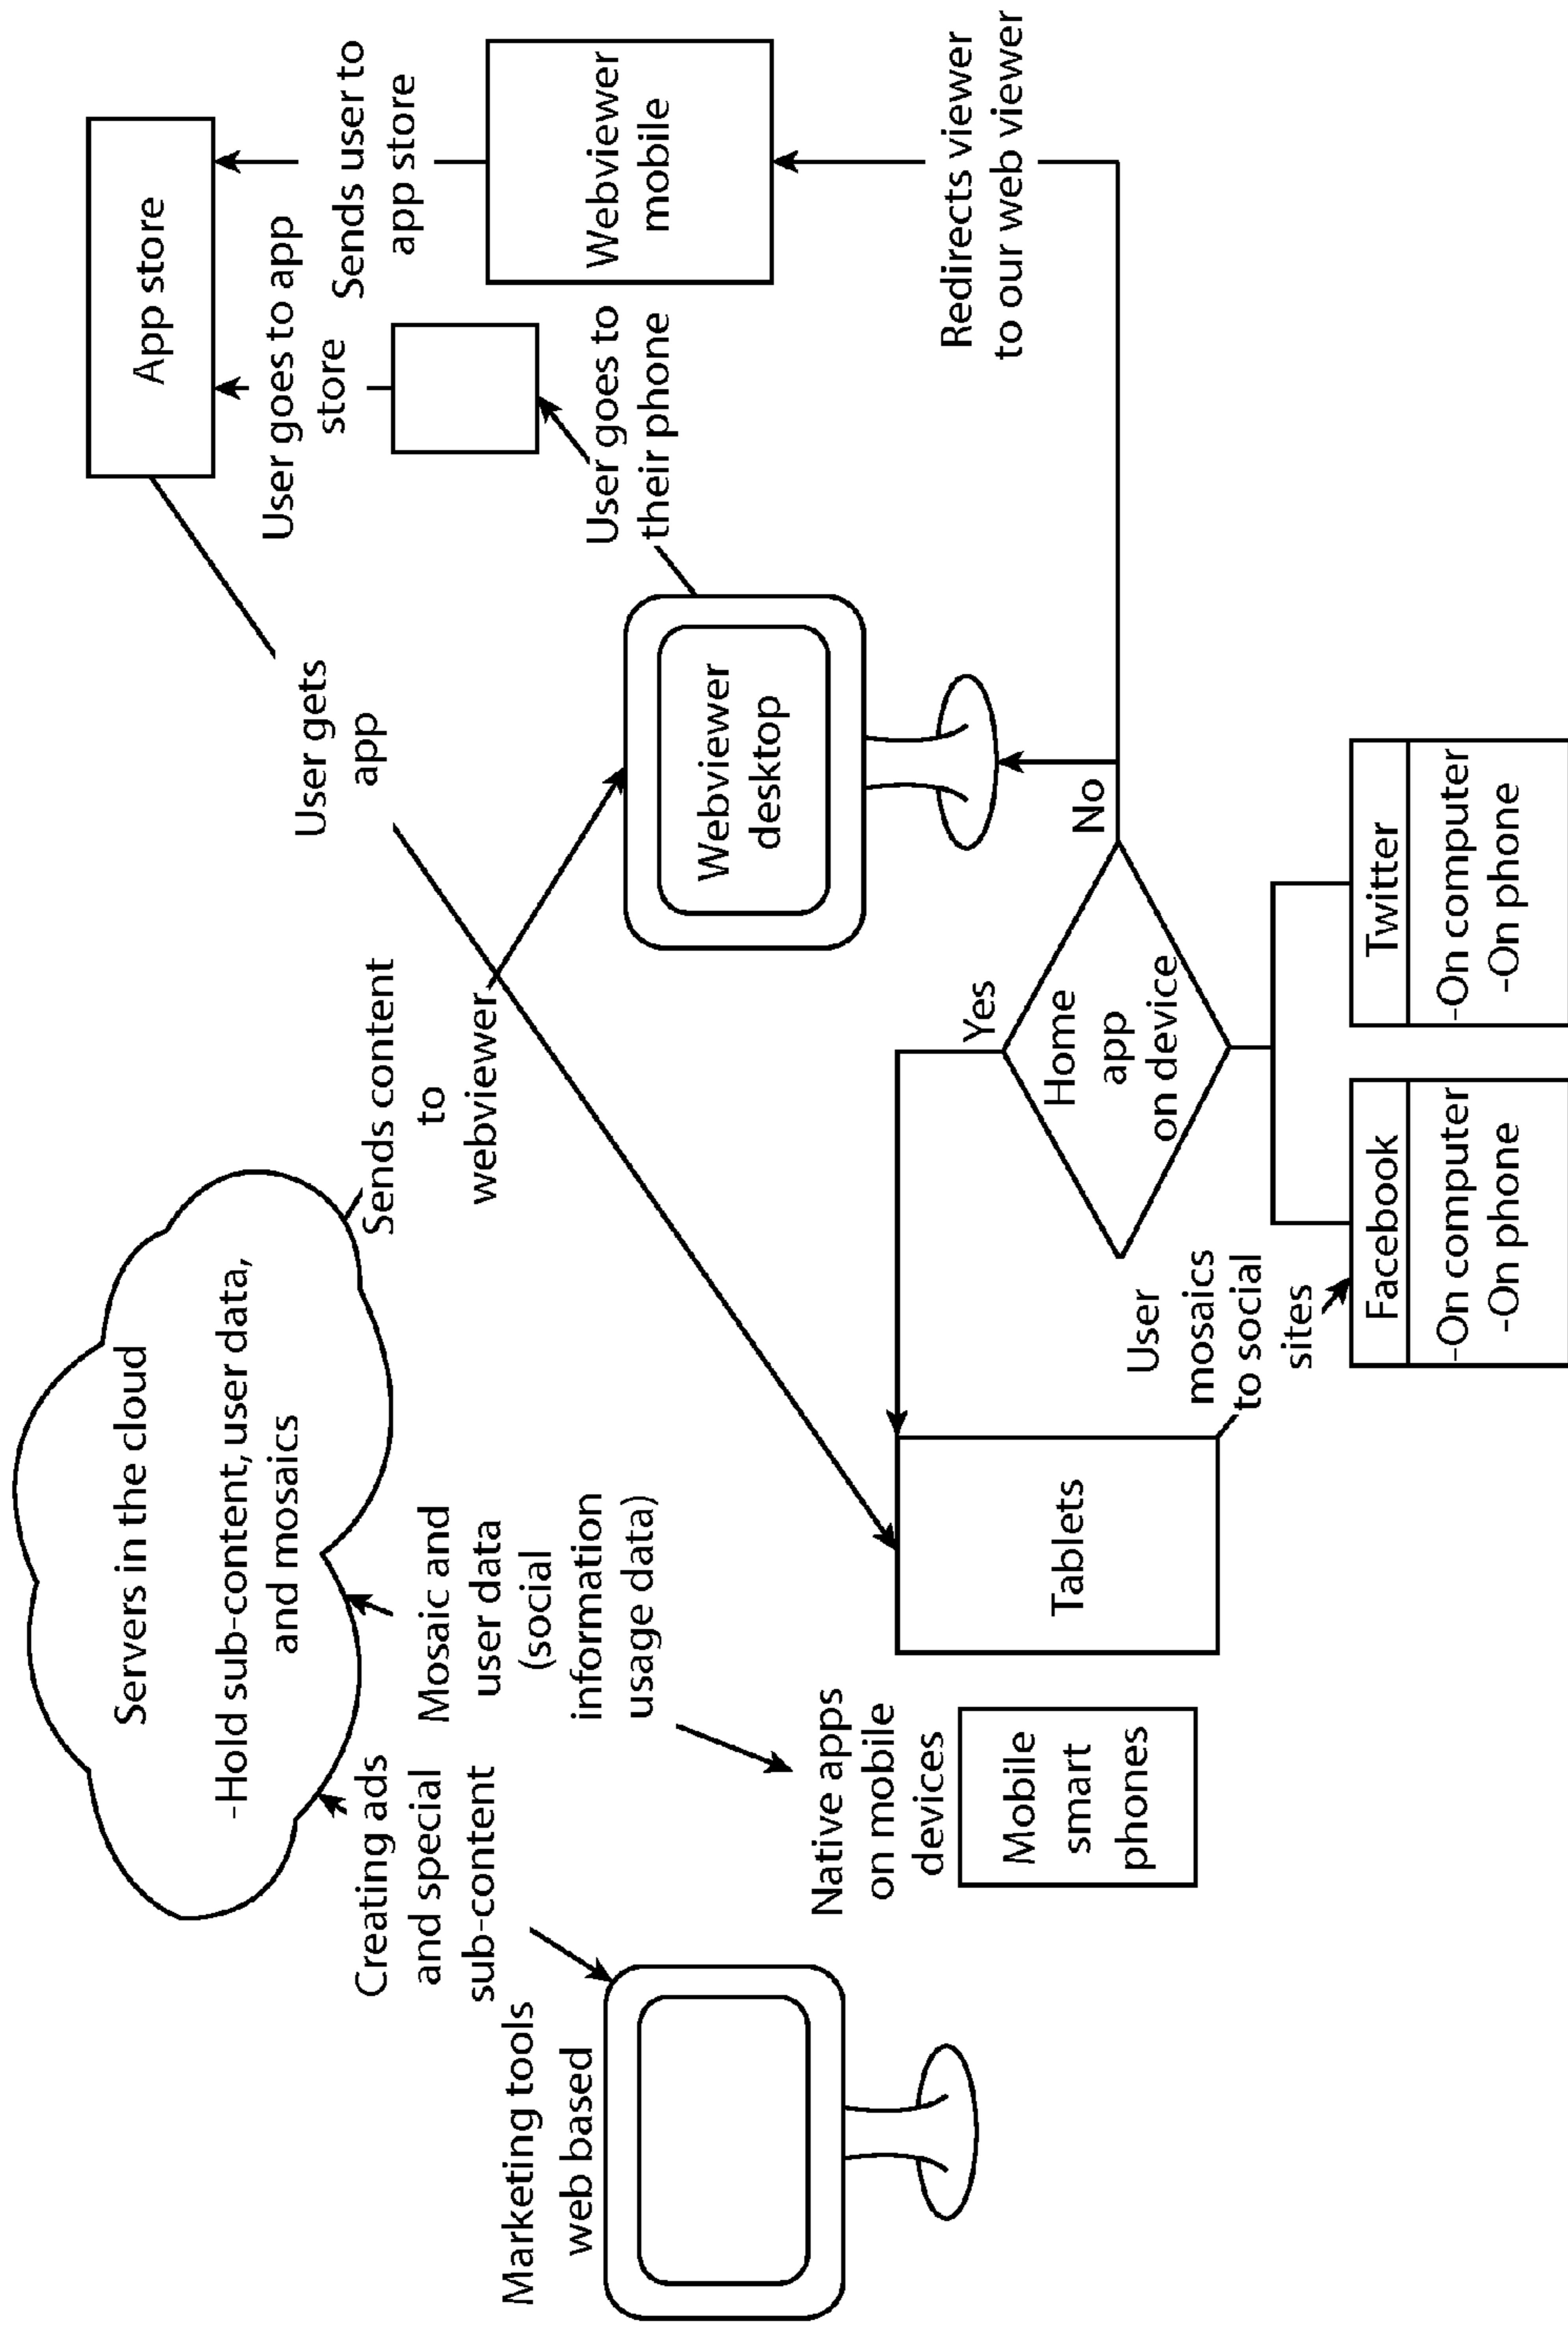 Servers in the cloud
-Hold sub-content, user data,
and mosaics
App store
User gets
app
User goes to app
store
Sends user to
app store
Creating ads
and special
sub-content
Mosaic and
user data
(social
information
usage data)
Sends content
to
webviewer
Marketing tools
web based
Webviewer
desktop
User goes to
their phone
Webviewer
mobile
Native apps
on mobile
devices
Mobile
smart
phones
Tablets
Yes
Home
app
on device
No
Redirects viewer
to our web viewer
User
mosaics
to social
sites
Facebook
-On computer
-On phone
Twitter
-On computer
-On phone